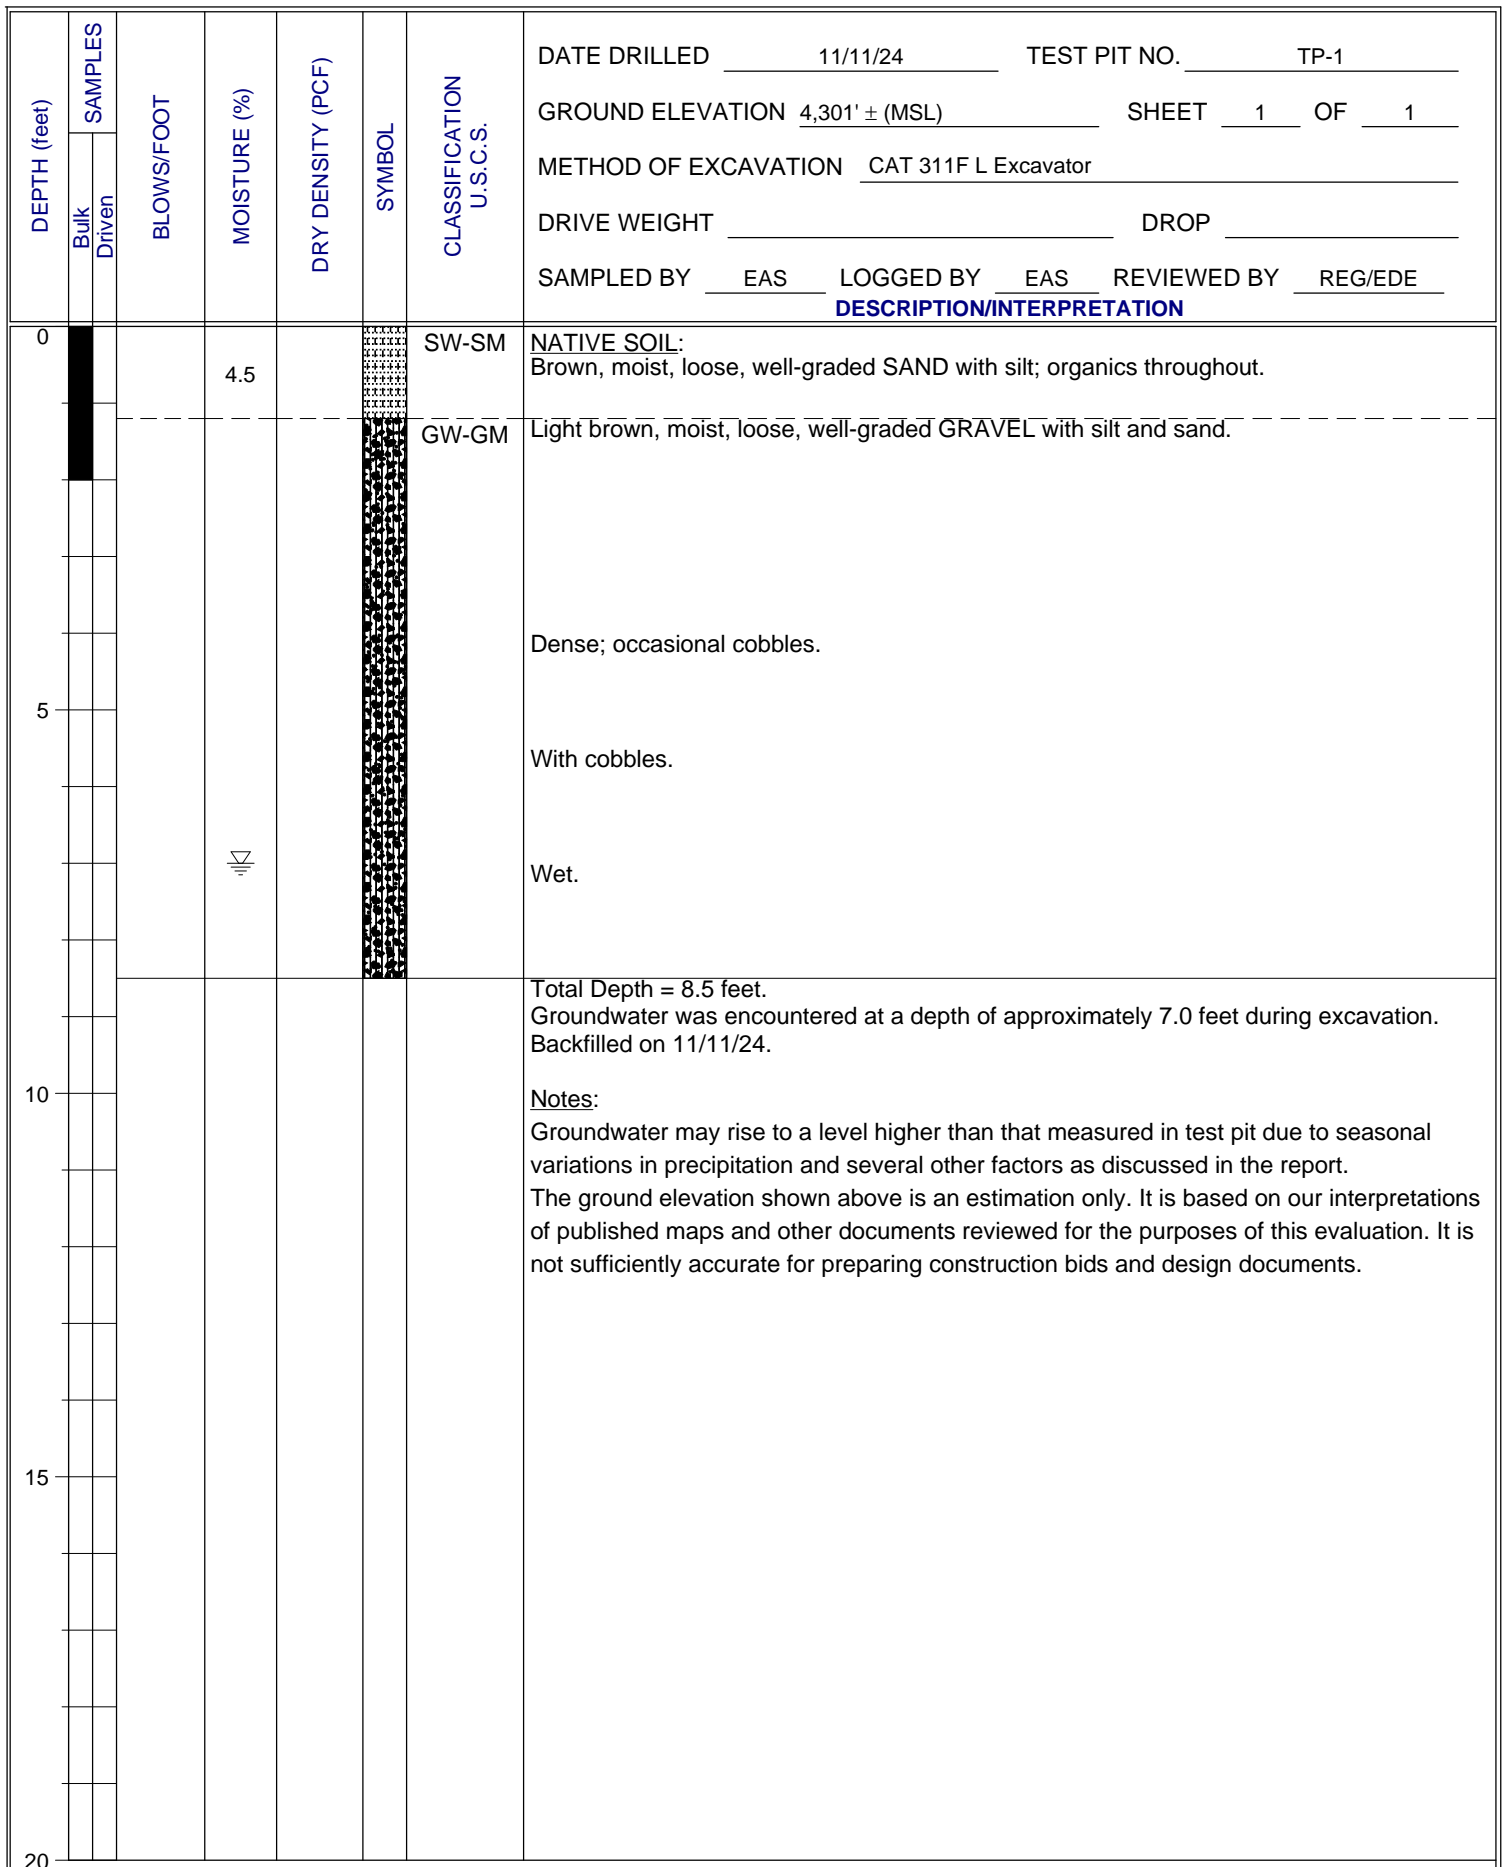 DEPTH (feet)
SAMPLES
Bulk
Driven
BLOWS/FOOT
MOISTURE (%)
DRY DENSITY (PCF)
SYMBOL
CLASSIFICATION
U.S.C.S.
DATE DRILLED 11/11/24 TEST PIT NO. TP-1
GROUND ELEVATION 4,301' ± (MSL) SHEET 1 OF 1
METHOD OF EXCAVATION CAT 311F L Excavator
DRIVE WEIGHT DROP
SAMPLED BY EAS LOGGED BY EAS REVIEWED BY REG/EDE
DESCRIPTION/INTERPRETATION
0
SW-SM NATIVE SOIL:
Brown, moist, loose, well-graded SAND with silt; organics throughout.
4.5
GW-GM Light brown, moist, loose, well-graded GRAVEL with silt and sand.
Dense; occasional cobbles.
5
With cobbles.
Wet.
Total Depth = 8.5 feet.
Groundwater was encountered at a depth of approximately 7.0 feet during excavation.
Backfilled on 11/11/24.
10
Notes:
Groundwater may rise to a level higher than that measured in test pit due to seasonal
variations in precipitation and several other factors as discussed in the report.
The ground elevation shown above is an estimation only. It is based on our interpretations
of published maps and other documents reviewed for the purposes of this evaluation. It is
not sufficiently accurate for preparing construction bids and design documents.
15
20